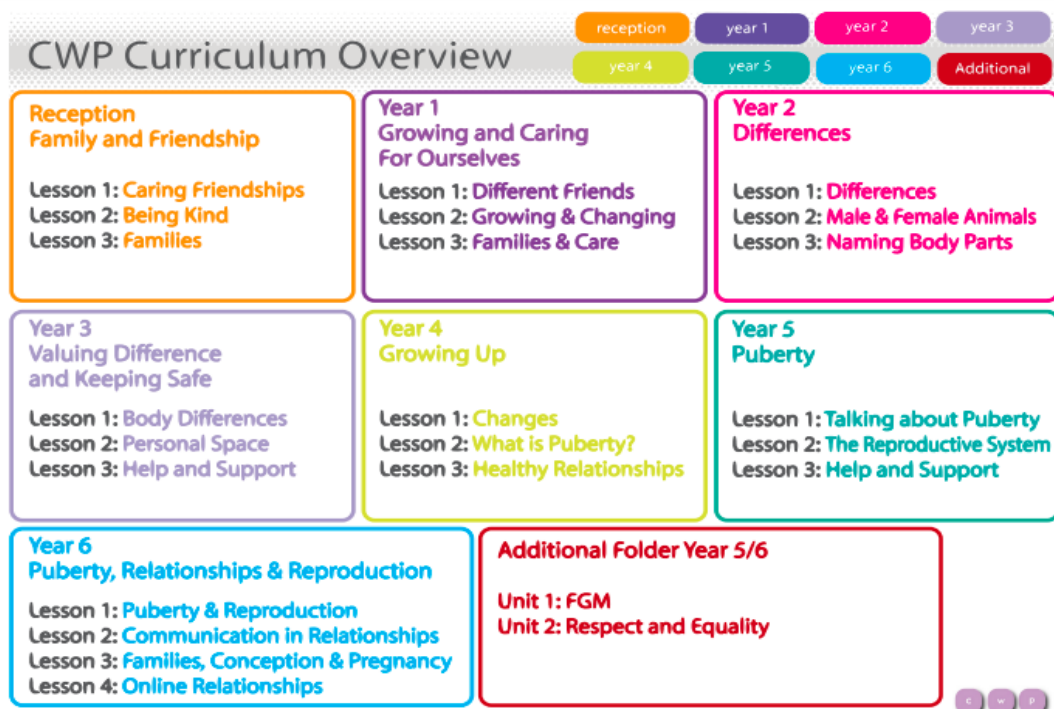 CWP Curriculum Overview
reception
year 1
year 2
year 3
year 4
year 5
year 6
Additional
Reception
Family and Friendship
Lesson 1: Caring Friendships
Lesson 2: Being Kind
Lesson 3: Families
Year 1
Growing and Caring
For Ourselves
Lesson 1: Different Friends
Lesson 2: Growing & Changing
Lesson 3: Families & Care
Year 2
Differences
Lesson 1: Differences
Lesson 2: Male & Female Animals
Lesson 3: Naming Body Parts
Year 3
Valuing Difference
and Keeping Safe
Lesson 1: Body Differences
Lesson 2: Personal Space
Lesson 3: Help and Support
Year 4
Growing Up
Lesson 1: Changes
Lesson 2: What is Puberty?
Lesson 3: Healthy Relationships
Year 5
Puberty
Lesson 1: Talking about Puberty
Lesson 2: The Reproductive System
Lesson 3: Help and Support
Year 6
Puberty, Relationships & Reproduction
Lesson 1: Puberty & Reproduction
Lesson 2: Communication in Relationships
Lesson 3: Families, Conception & Pregnancy
Lesson 4: Online Relationships
Additional Folder Year 5/6
Unit 1: FGM
Unit 2: Respect and Equality
c w p